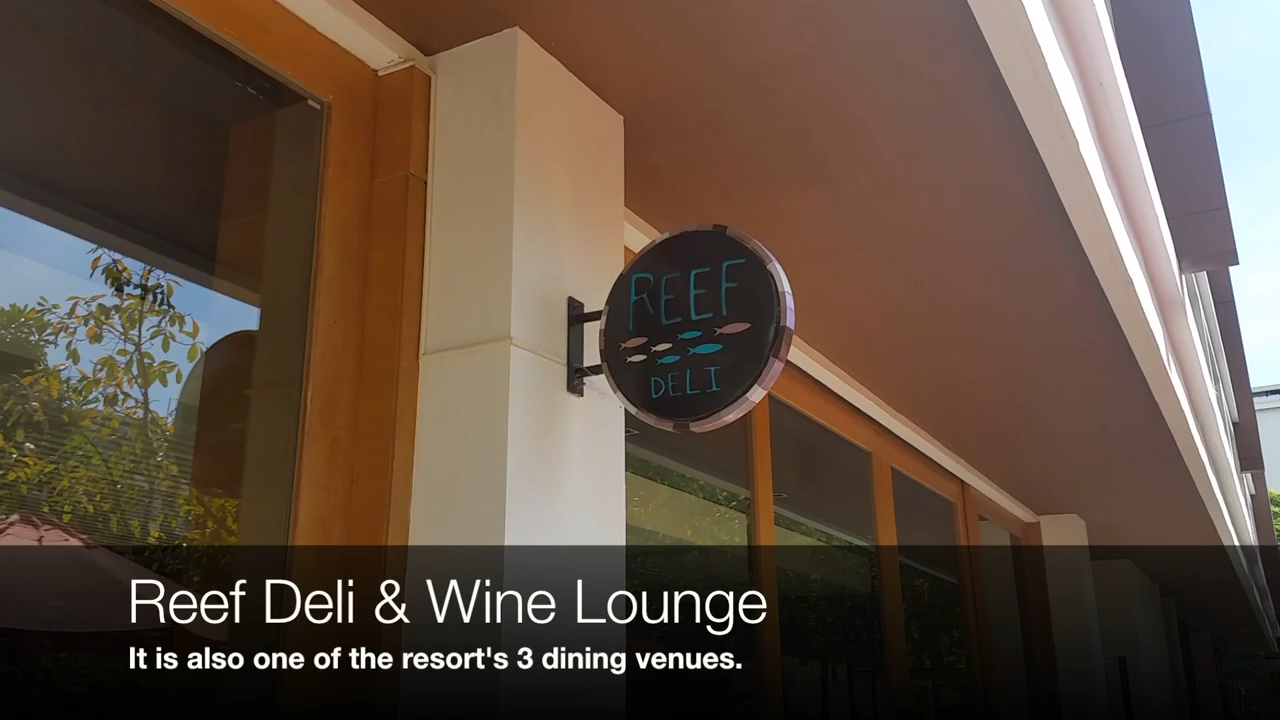 REEF
DELI
Reef Deli & Wine Lounge
It is also one of the resort's 3 dining venues.